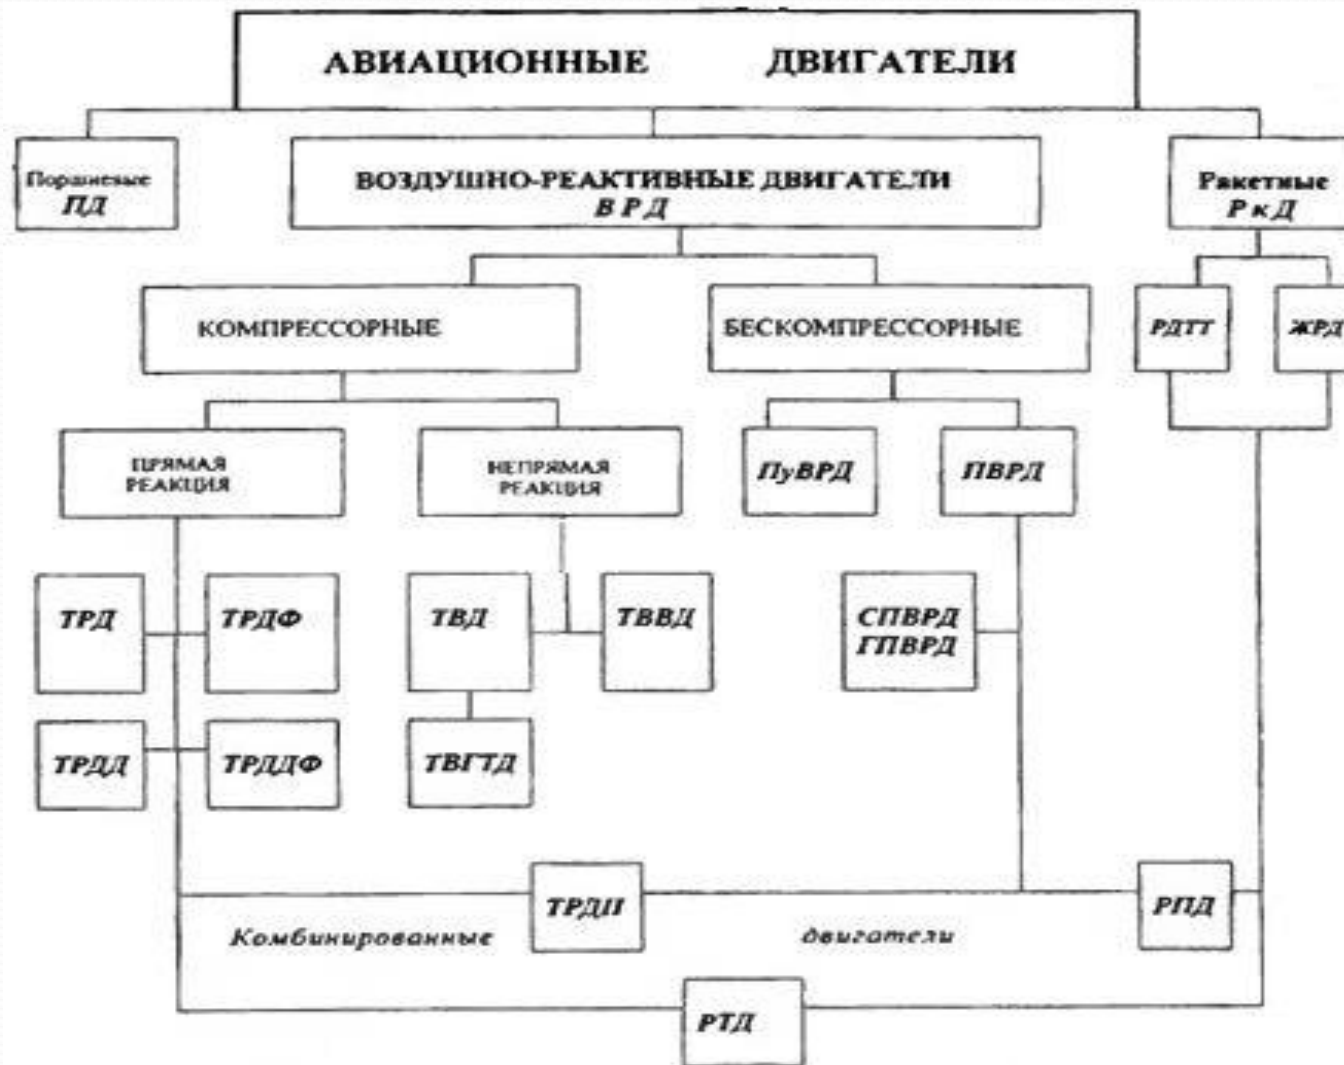 АВИАЦИОННЫЕ ДВИГАТЕЛИ
Поршневые
ПД
ВОЗДУШНО-РЕАКТИВНЫЕ ДВИГАТЕЛИ
ВРД
Ракетные
РкД
КОМПРЕССОРНЫЕ
БЕСКОМПРЕССОРНЫЕ
РДТТ
ЖРД
ПРЯМАЯ
РЕАКЦИЯ
НЕПРЯМАЯ
РЕАКЦИЯ
ПуВРД
ПВРД
ТРД
ТРДФ
ТВД
ТВВД
СПВРД
ГПВРД
ТРДД
ТРДДФ
ТВГТД
ТРДП
РПД
Комбинированные двигатели
РТД